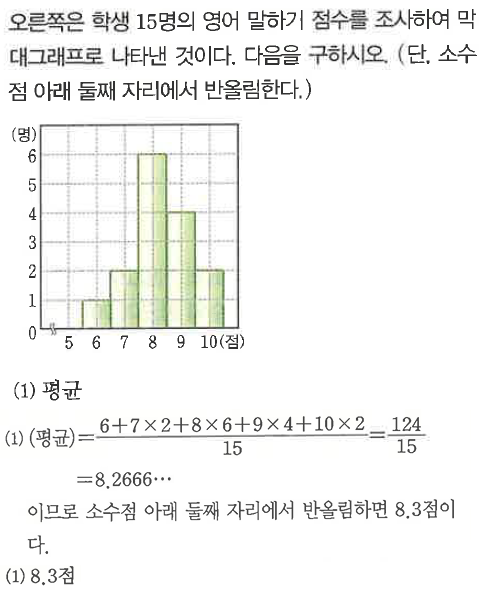 오른쪽은 학생 15명의 영어 말하기 점수를 조사하여 막
대그래프로 나타낸 것이다. 다음을 구하시오. (단, 소수
점 아래 둘째 자리에서 반올림한다.)
(명)
6
5
4
3
2
1
0
5 6 7 8 9 10(점)
(1) 평균
(1) (평균)=(6+7×2+8×6+9×4+10×2)/15=124/15
=8.2666⋯
이므로 소수점 아래 둘째 자리에서 반올림하면 8.3점이
다.
(1) 8.3점